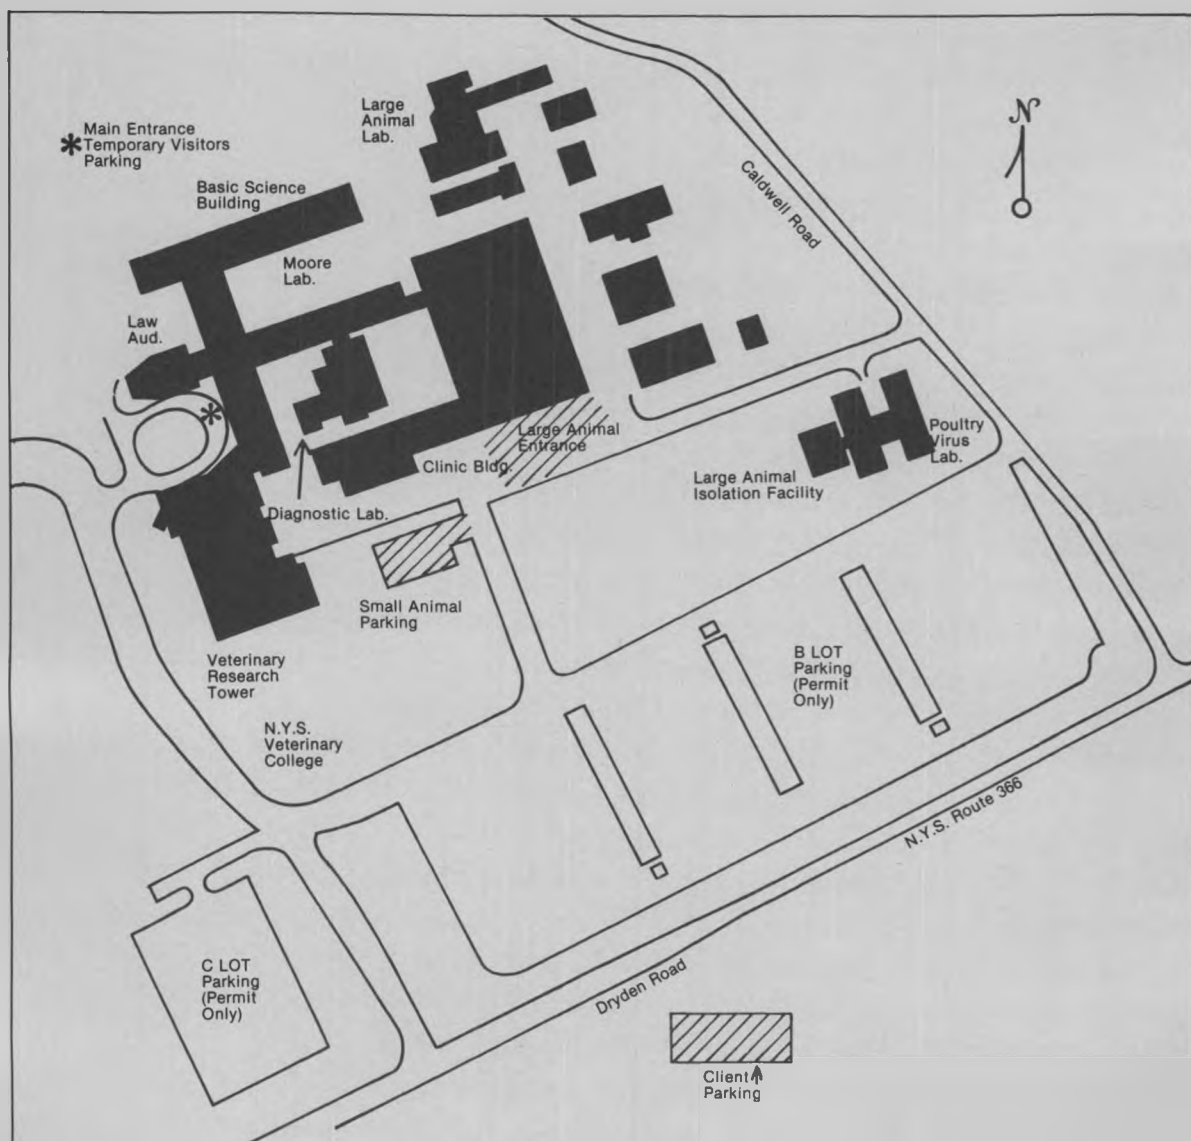 Large
Animal
Lab.
N
* Main Entrance
Temporary Visitors
Parking
Basic Science
Building
Caldwell Road
Moore
Lab.
Law
Aud.
*
Large Animal
Entrance
Poultry
Virus
Lab.
Clinic Bldg.
Large Animal
Isolation Facility
Diagnostic Lab.
Small Animal
Parking
Veterinary
Research
Tower
B LOT
Parking
(Permit
Only)
N.Y.S.
Veterinary
College
N.Y.S. Route 366
C LOT
Parking
(Permit
Only)
Dryden Road
Client
Parking